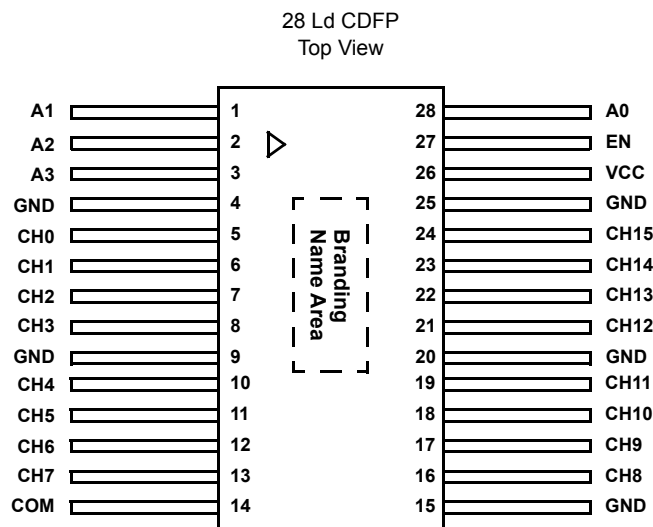 28 Ld CDFP
Top View
A1 1 28 A0
A2 2 27 EN
A3 3 26 VCC
GND 4 25 GND
CH0 5 24 CH15
CH1 6 23 CH14
CH2 7 22 CH13
CH3 8 21 CH12
GND 9 20 GND
CH4 10 19 CH11
CH5 11 18 CH10
CH6 12 17 CH9
CH7 13 16 CH8
COM 14 15 GND
Branding
Name Area